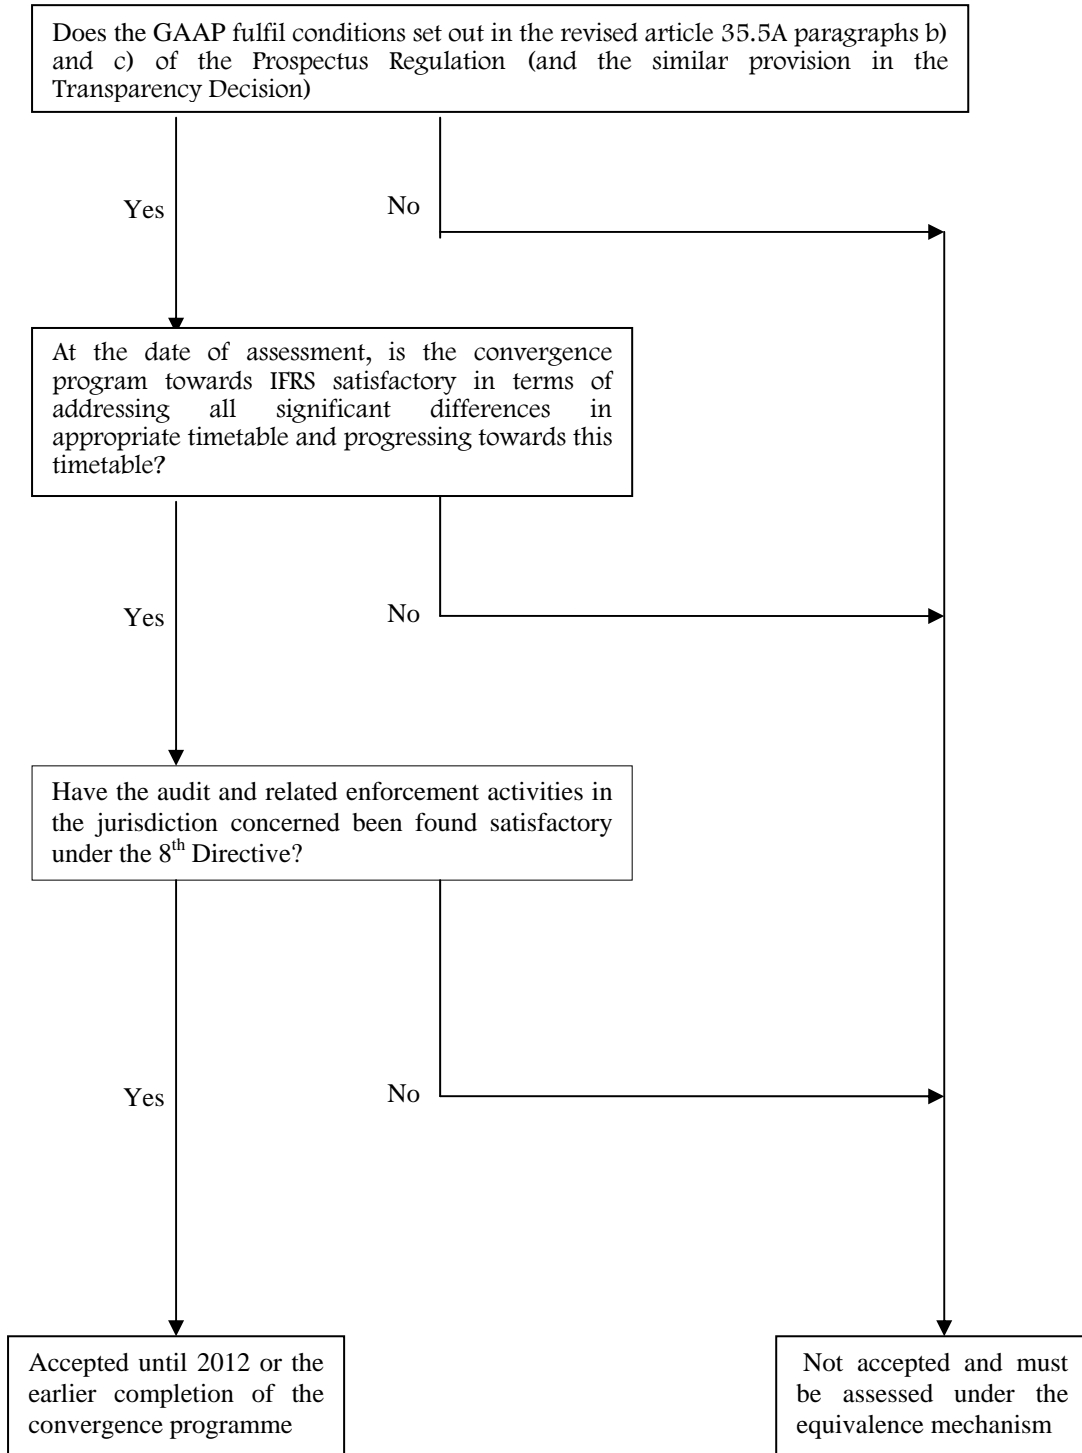 Does the GAAP fulfil conditions set out in the revised article 35.5A paragraphs b)
and c) of the Prospectus Regulation (and the similar provision in the
Transparency Decision)
Yes
No
At the date of assessment, is the convergence
program towards IFRS satisfactory in terms of
addressing all significant differences in
appropriate timetable and progressing towards this
timetable?
Yes
No
Have the audit and related enforcement activities in
the jurisdiction concerned been found satisfactory
under the 8th Directive?
Yes
No
Accepted until 2012 or the
earlier completion of the
convergence programme
Not accepted and must
be assessed under the
equivalence mechanism